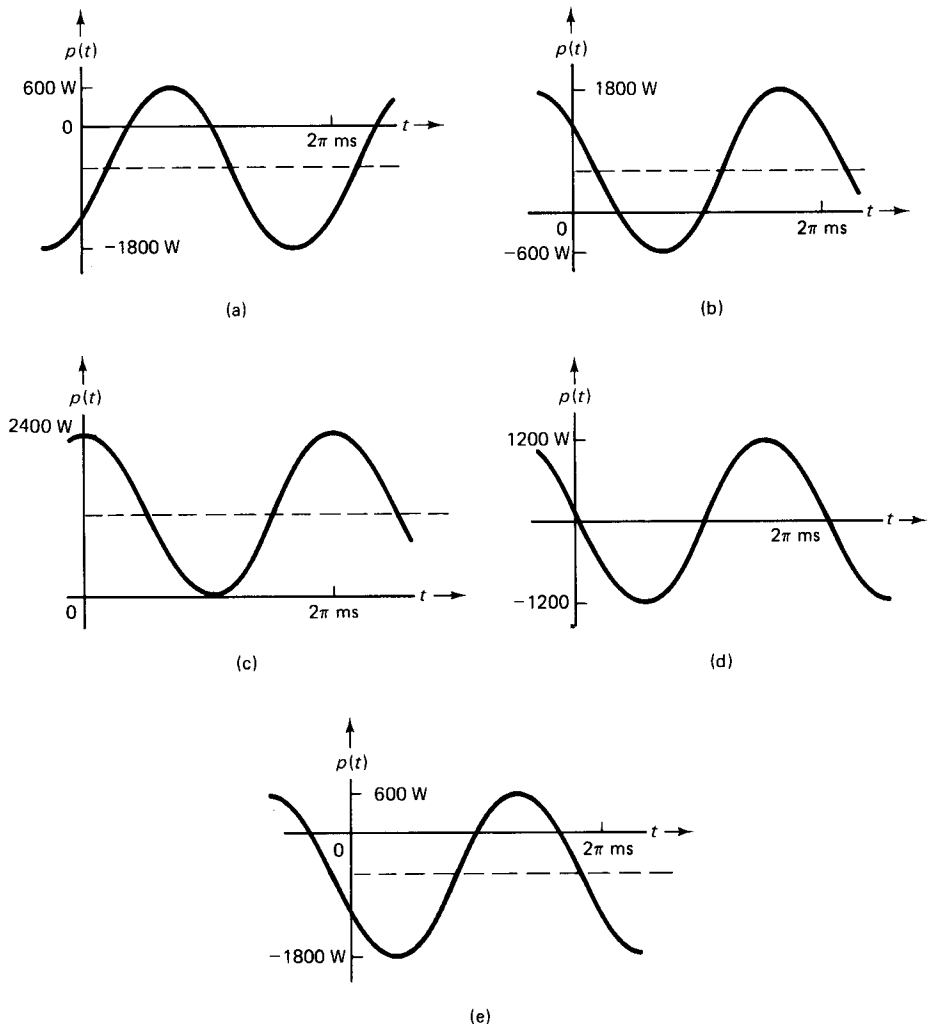 p(t)
600 W
0
2π ms
t
−1800 W
(a)
p(t)
1800 W
0
2π ms
t
−600 W
(b)
p(t)
2400 W
0
2π ms
t
(c)
p(t)
1200 W
2π ms
t
−1200
(d)
p(t)
600 W
0
2π ms
t
−1800 W
(e)